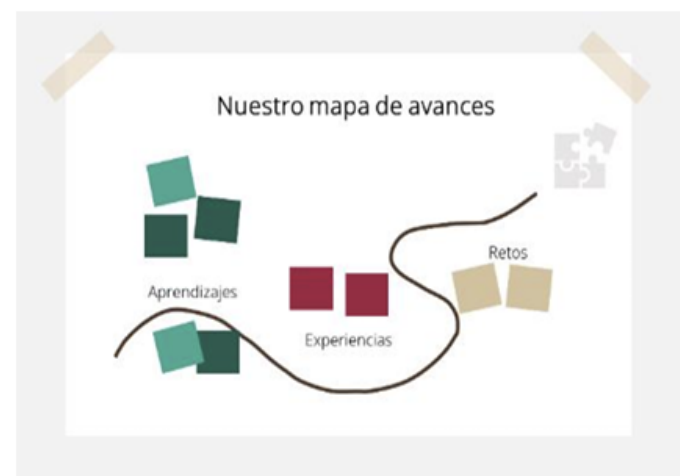 Nuestro mapa de avances
Retos
Aprendizajes
Experiencias